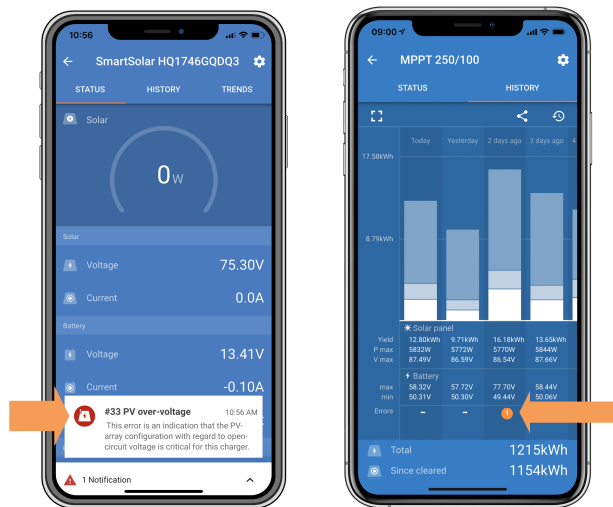 10:56
SmartSolar HQ1746GQDQ3
STATUS HISTORY TRENDS
Solar
0w
Solar
Voltage 75.30V
Current 0.0A
Battery
Voltage 13.41V
Current -0.10A
#33 PV over-voltage 10:56 AM
This error is an indication that the PV-
array configuration with regard to open-
circuit voltage is critical for this charger.
1 Notification
09:00
MPPT 250/100
STATUS HISTORY
Today Yesterday 2 days ago 3 days ago 4
17.58kWh
8.79kWh
Solar panel
Yield 12.80kWh 9.71kWh 16.18kWh 13.65kWh
P max 5832W 5772W 5770W 5844W
V max 87.49V 86.59V 86.54V 87.66V
Battery
max 58.32V 57.72V 77.70V 58.44V
min 50.31V 50.30V 49.44V 50.06V
Errors – – 1
Total 1215kWh
Since cleared 1154kWh